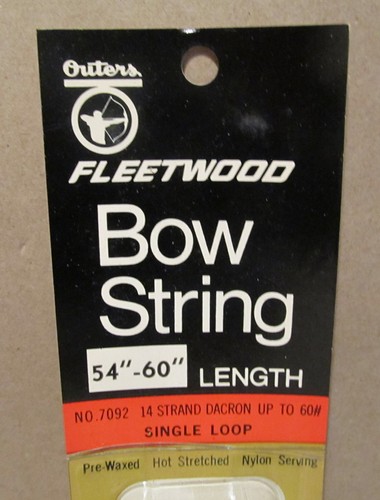 Outers
FLEETWOOD
Bow
String
54"-60" LENGTH
NO.7092 14 STRAND DACRON UP TO 60#
SINGLE LOOP
Pre-Waxed Hot Stretched Nylon Serving